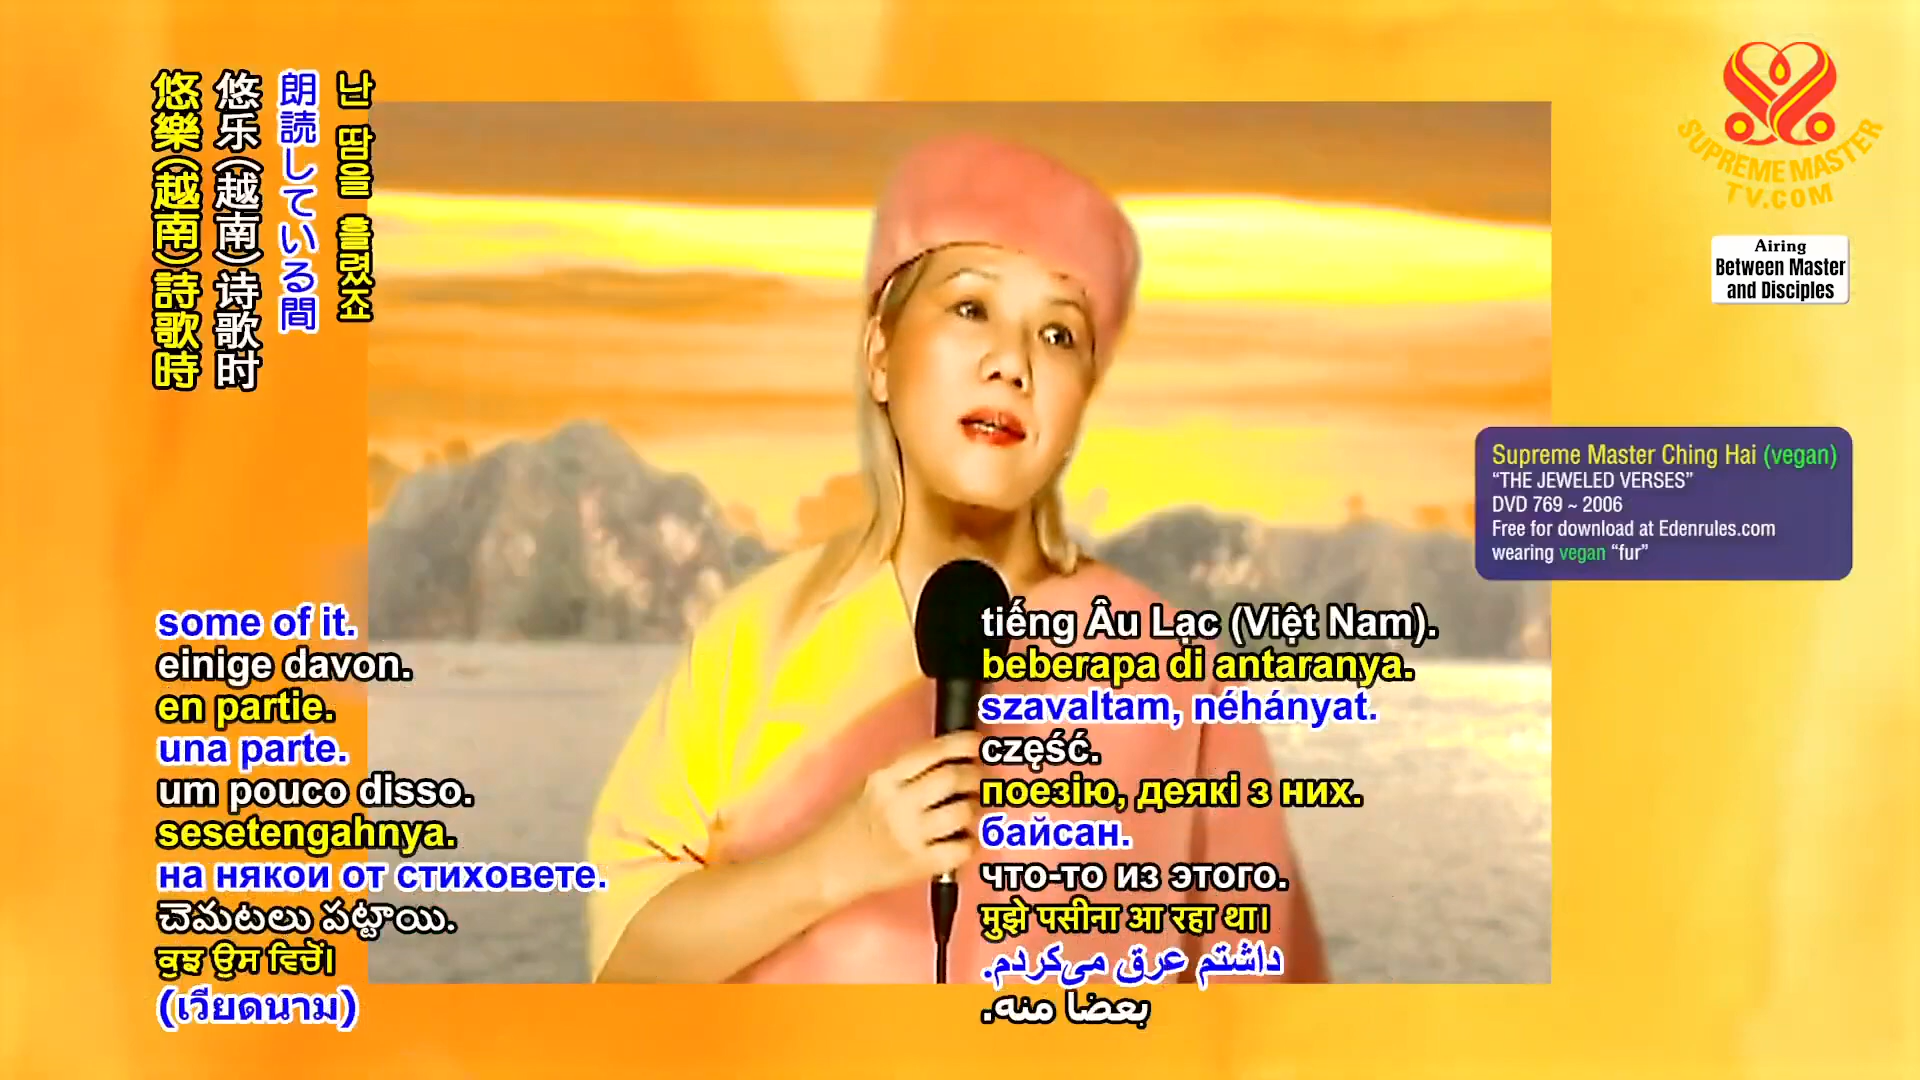 悠樂(越南)詩歌時
悠乐(越南)诗歌时
朗読している間
난 땀을 흘렸죠
SUPREME MASTER
TV.COM
Airing
Between Master
and Disciples
Supreme Master Ching Hai (vegan)
“THE JEWELED VERSES”
DVD 769 ~ 2006
Free for download at Edenrules.com
wearing vegan “fur”
some of it.
einige davon.
en partie.
una parte.
um pouco disso.
sesetengahnya.
на някои от стиховете.
చెమటలు పట్టాయి.
ਕੁਝ ਉਸ ਵਿਚੋਂ।
(เวียดนาม)
tiếng Âu Lạc (Việt Nam).
beberapa di antaranya.
szavaltam, néhányat.
część.
поезію, деякі з них.
байсан.
что-то из этого.
मुझे पसीना आ रहा था।
داشتم عرق می‌کردم.
بعضا منه.